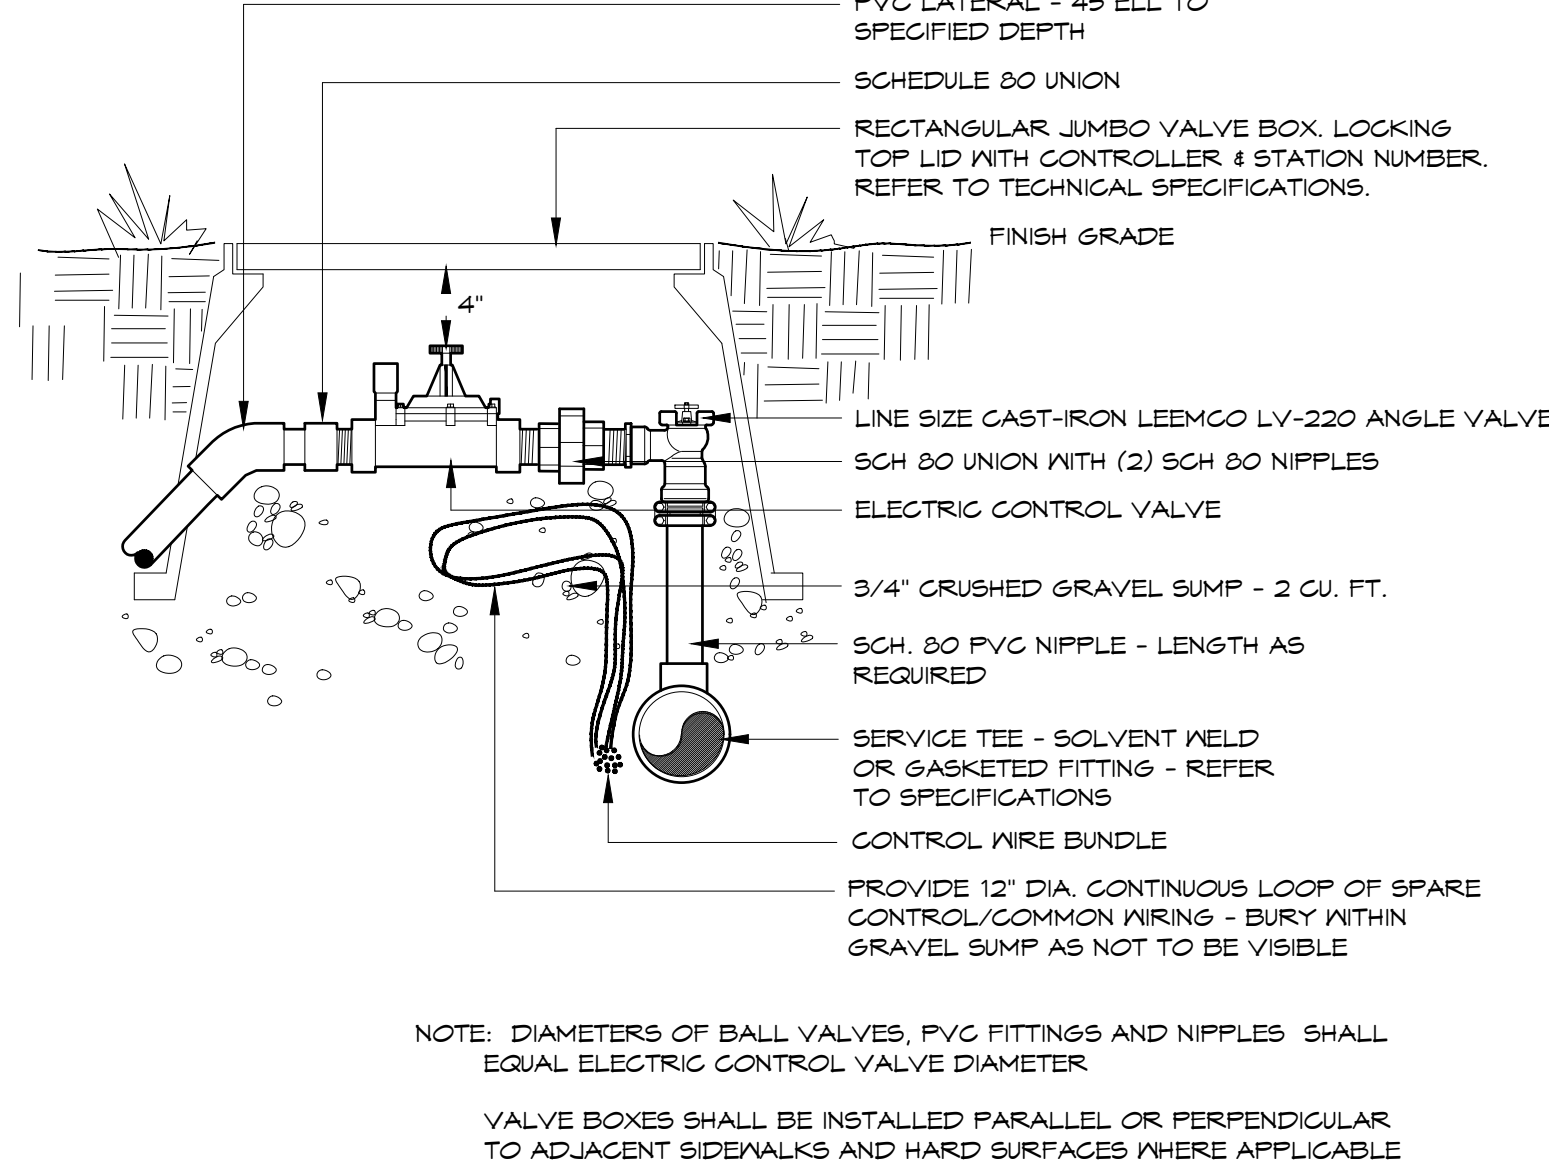 PVC LATERAL - 45 ELL TO
SPECIFIED DEPTH
SCHEDULE 80 UNION
RECTANGULAR JUMBO VALVE BOX. LOCKING
TOP LID WITH CONTROLLER & STATION NUMBER.
REFER TO TECHNICAL SPECIFICATIONS.
FINISH GRADE
4"
LINE SIZE CAST-IRON LEEMCO LV-220 ANGLE VALVE
SCH 80 UNION WITH (2) SCH 80 NIPPLES
ELECTRIC CONTROL VALVE
3/4" CRUSHED GRAVEL SUMP - 2 CU. FT.
SCH. 80 PVC NIPPLE - LENGTH AS
REQUIRED
SERVICE TEE - SOLVENT WELD
OR GASKETED FITTING - REFER
TO SPECIFICATIONS
CONTROL WIRE BUNDLE
PROVIDE 12" DIA. CONTINUOUS LOOP OF SPARE
CONTROL/COMMON WIRING - BURY WITHIN
GRAVEL SUMP AS NOT TO BE VISIBLE
NOTE: DIAMETERS OF BALL VALVES, PVC FITTINGS AND NIPPLES SHALL
EQUAL ELECTRIC CONTROL VALVE DIAMETER
VALVE BOXES SHALL BE INSTALLED PARALLEL OR PERPENDICULAR
TO ADJACENT SIDEWALKS AND HARD SURFACES WHERE APPLICABLE